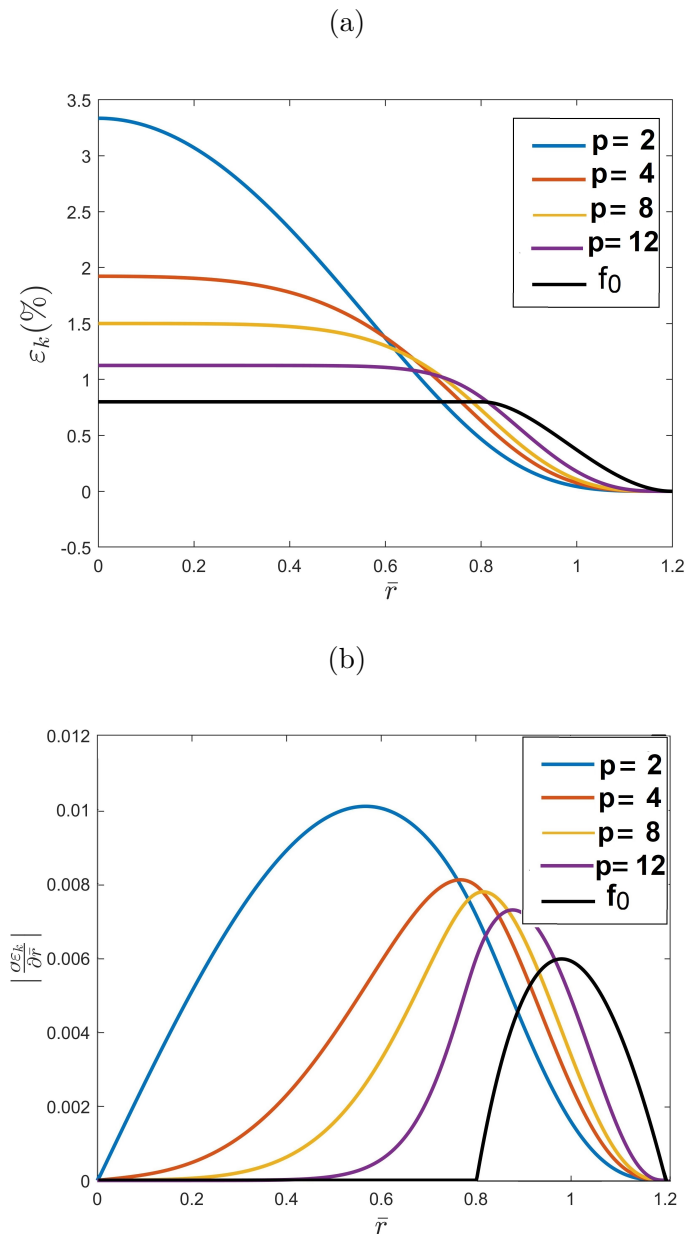 (a)
3.5
3
2.5
2
1.5
1
0.5
0
-0.5
ε_k(%)
0 0.2 0.4 0.6 0.8 1 1.2
r̄
p= 2
p= 4
p= 8
p= 12
f₀
(b)
0.012
0.01
0.008
0.006
0.004
0.002
0
|σε_k/∂r̄|
0 0.2 0.4 0.6 0.8 1 1.2
r̄
p= 2
p= 4
p= 8
p= 12
f₀